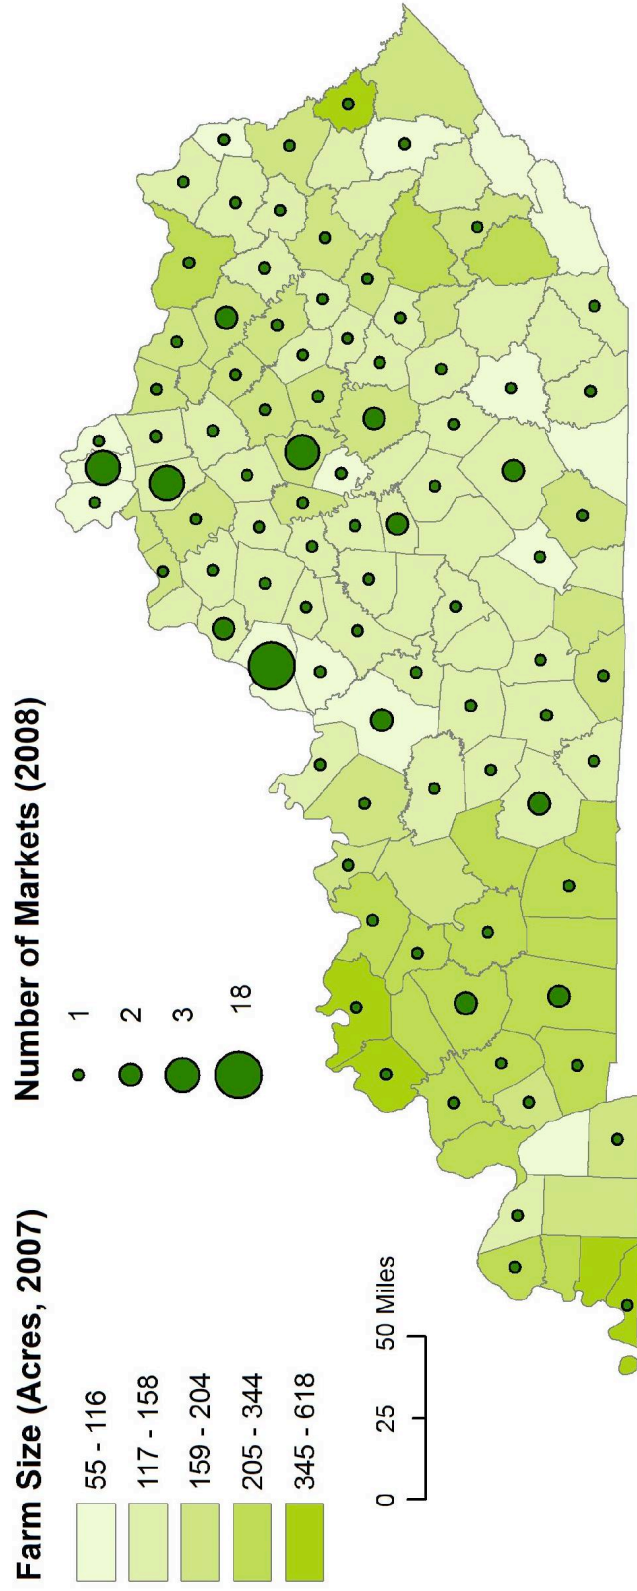 Farm Size (Acres, 2007)
55 - 116
117 - 158
159 - 204
205 - 344
345 - 618
Number of Markets (2008)
1
2
3
18
0 25 50 Miles